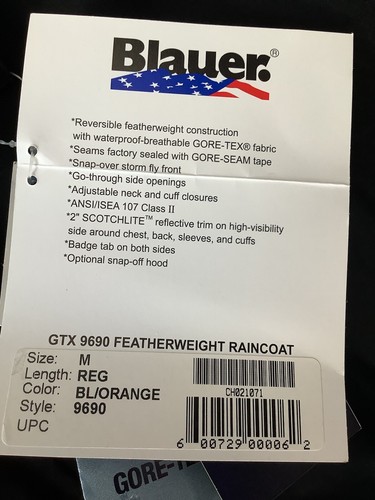 Blauer.®
*Reversible featherweight construction
with waterproof-breathable GORE-TEX® fabric
*Seams factory sealed with GORE-SEAM tape
*Snap-over storm fly front
*Go-through side openings
*Adjustable neck and cuff closures
*ANSI/ISEA 107 Class II
*2" SCOTCHLITE™ reflective trim on high-visibility
side around chest, back, sleeves, and cuffs
*Badge tab on both sides
*Optional snap-off hood
GTX 9690 FEATHERWEIGHT RAINCOAT
Size: M
Length: REG
Color: BL/ORANGE
Style: 9690
UPC
CH021071
6 00729 00006 2